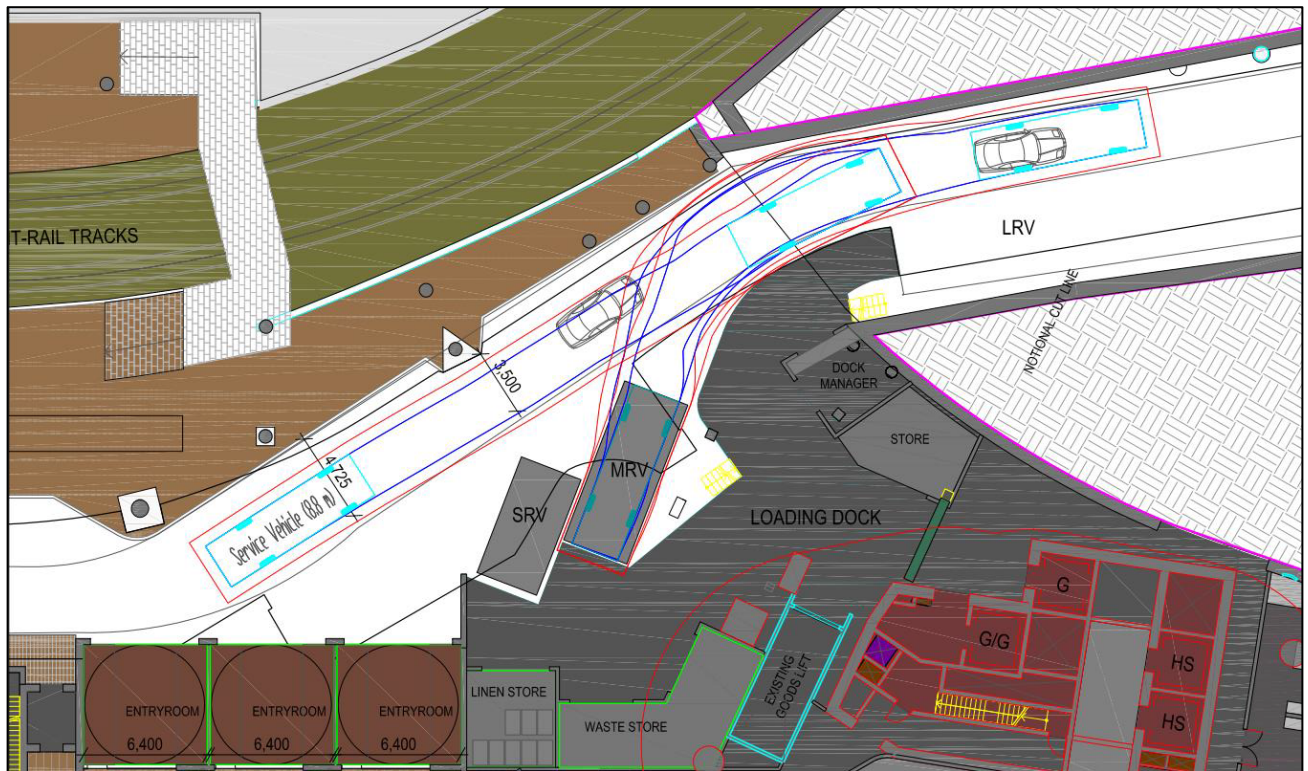 T-RAIL TRACKS
LRV
NOTIONAL CUT LINE
3,500
DOCK
MANAGER
STORE
4,725
MRV
SRV
Service Vehicle (8.8 m)
LOADING DOCK
G
G/G
HS
HS
LINEN STORE
EXISTING
GOODS LIFT
WASTE STORE
ENTRYROOM
ENTRYROOM
ENTRYROOM
6,400
6,400
6,400